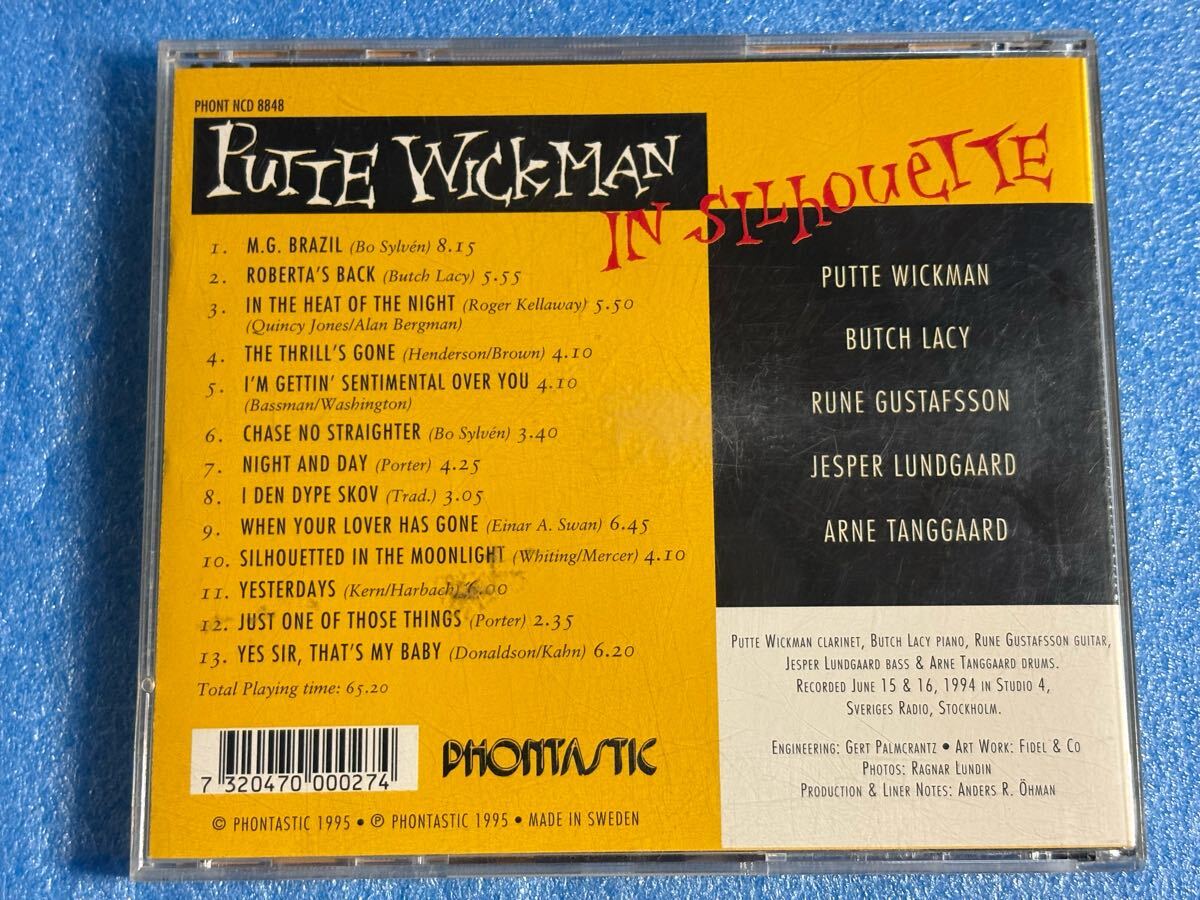 PHONT NCD 8848
PUTTE WICKMAN
IN SILHOUETTE
1. M.G. BRAZIL (Bo Sylvén) 8.15
2. ROBERTA'S BACK (Butch Lacy) 5.55
3. IN THE HEAT OF THE NIGHT (Roger Kellaway) 5.50
(Quincy Jones/Alan Bergman)
4. THE THRILL'S GONE (Henderson/Brown) 4.10
5. I'M GETTIN' SENTIMENTAL OVER YOU 4.10
(Bassman/Washington)
6. CHASE NO STRAIGHTER (Bo Sylvén) 3.40
7. NIGHT AND DAY (Porter) 4.25
8. I DEN DYPE SKOV (Trad.) 3.05
9. WHEN YOUR LOVER HAS GONE (Einar A. Swan) 6.45
10. SILHOUETTED IN THE MOONLIGHT (Whiting/Mercer) 4.10
11. YESTERDAYS (Kern/Harbach) 6.00
12. JUST ONE OF THOSE THINGS (Porter) 2.35
13. YES SIR, THAT'S MY BABY (Donaldson/Kahn) 6.20
Total Playing time: 65.20
7 320470 000274
PHONTASTIC
© PHONTASTIC 1995 • ℗ PHONTASTIC 1995 • MADE IN SWEDEN
PUTTE WICKMAN
BUTCH LACY
RUNE GUSTAFSSON
JESPER LUNDGAARD
ARNE TANGGAARD
PUTTE WICKMAN CLARINET, BUTCH LACY PIANO, RUNE GUSTAFSSON GUITAR,
JESPER LUNDGAARD BASS & ARNE TANGGAARD DRUMS.
RECORDED JUNE 15 & 16, 1994 IN STUDIO 4,
SVERIGES RADIO, STOCKHOLM.
ENGINEERING: GERT PALMCRANTZ • ART WORK: FIDEL & CO
PHOTOS: RAGNAR LUNDIN
PRODUCTION & LINER NOTES: ANDERS R. ÖHMAN